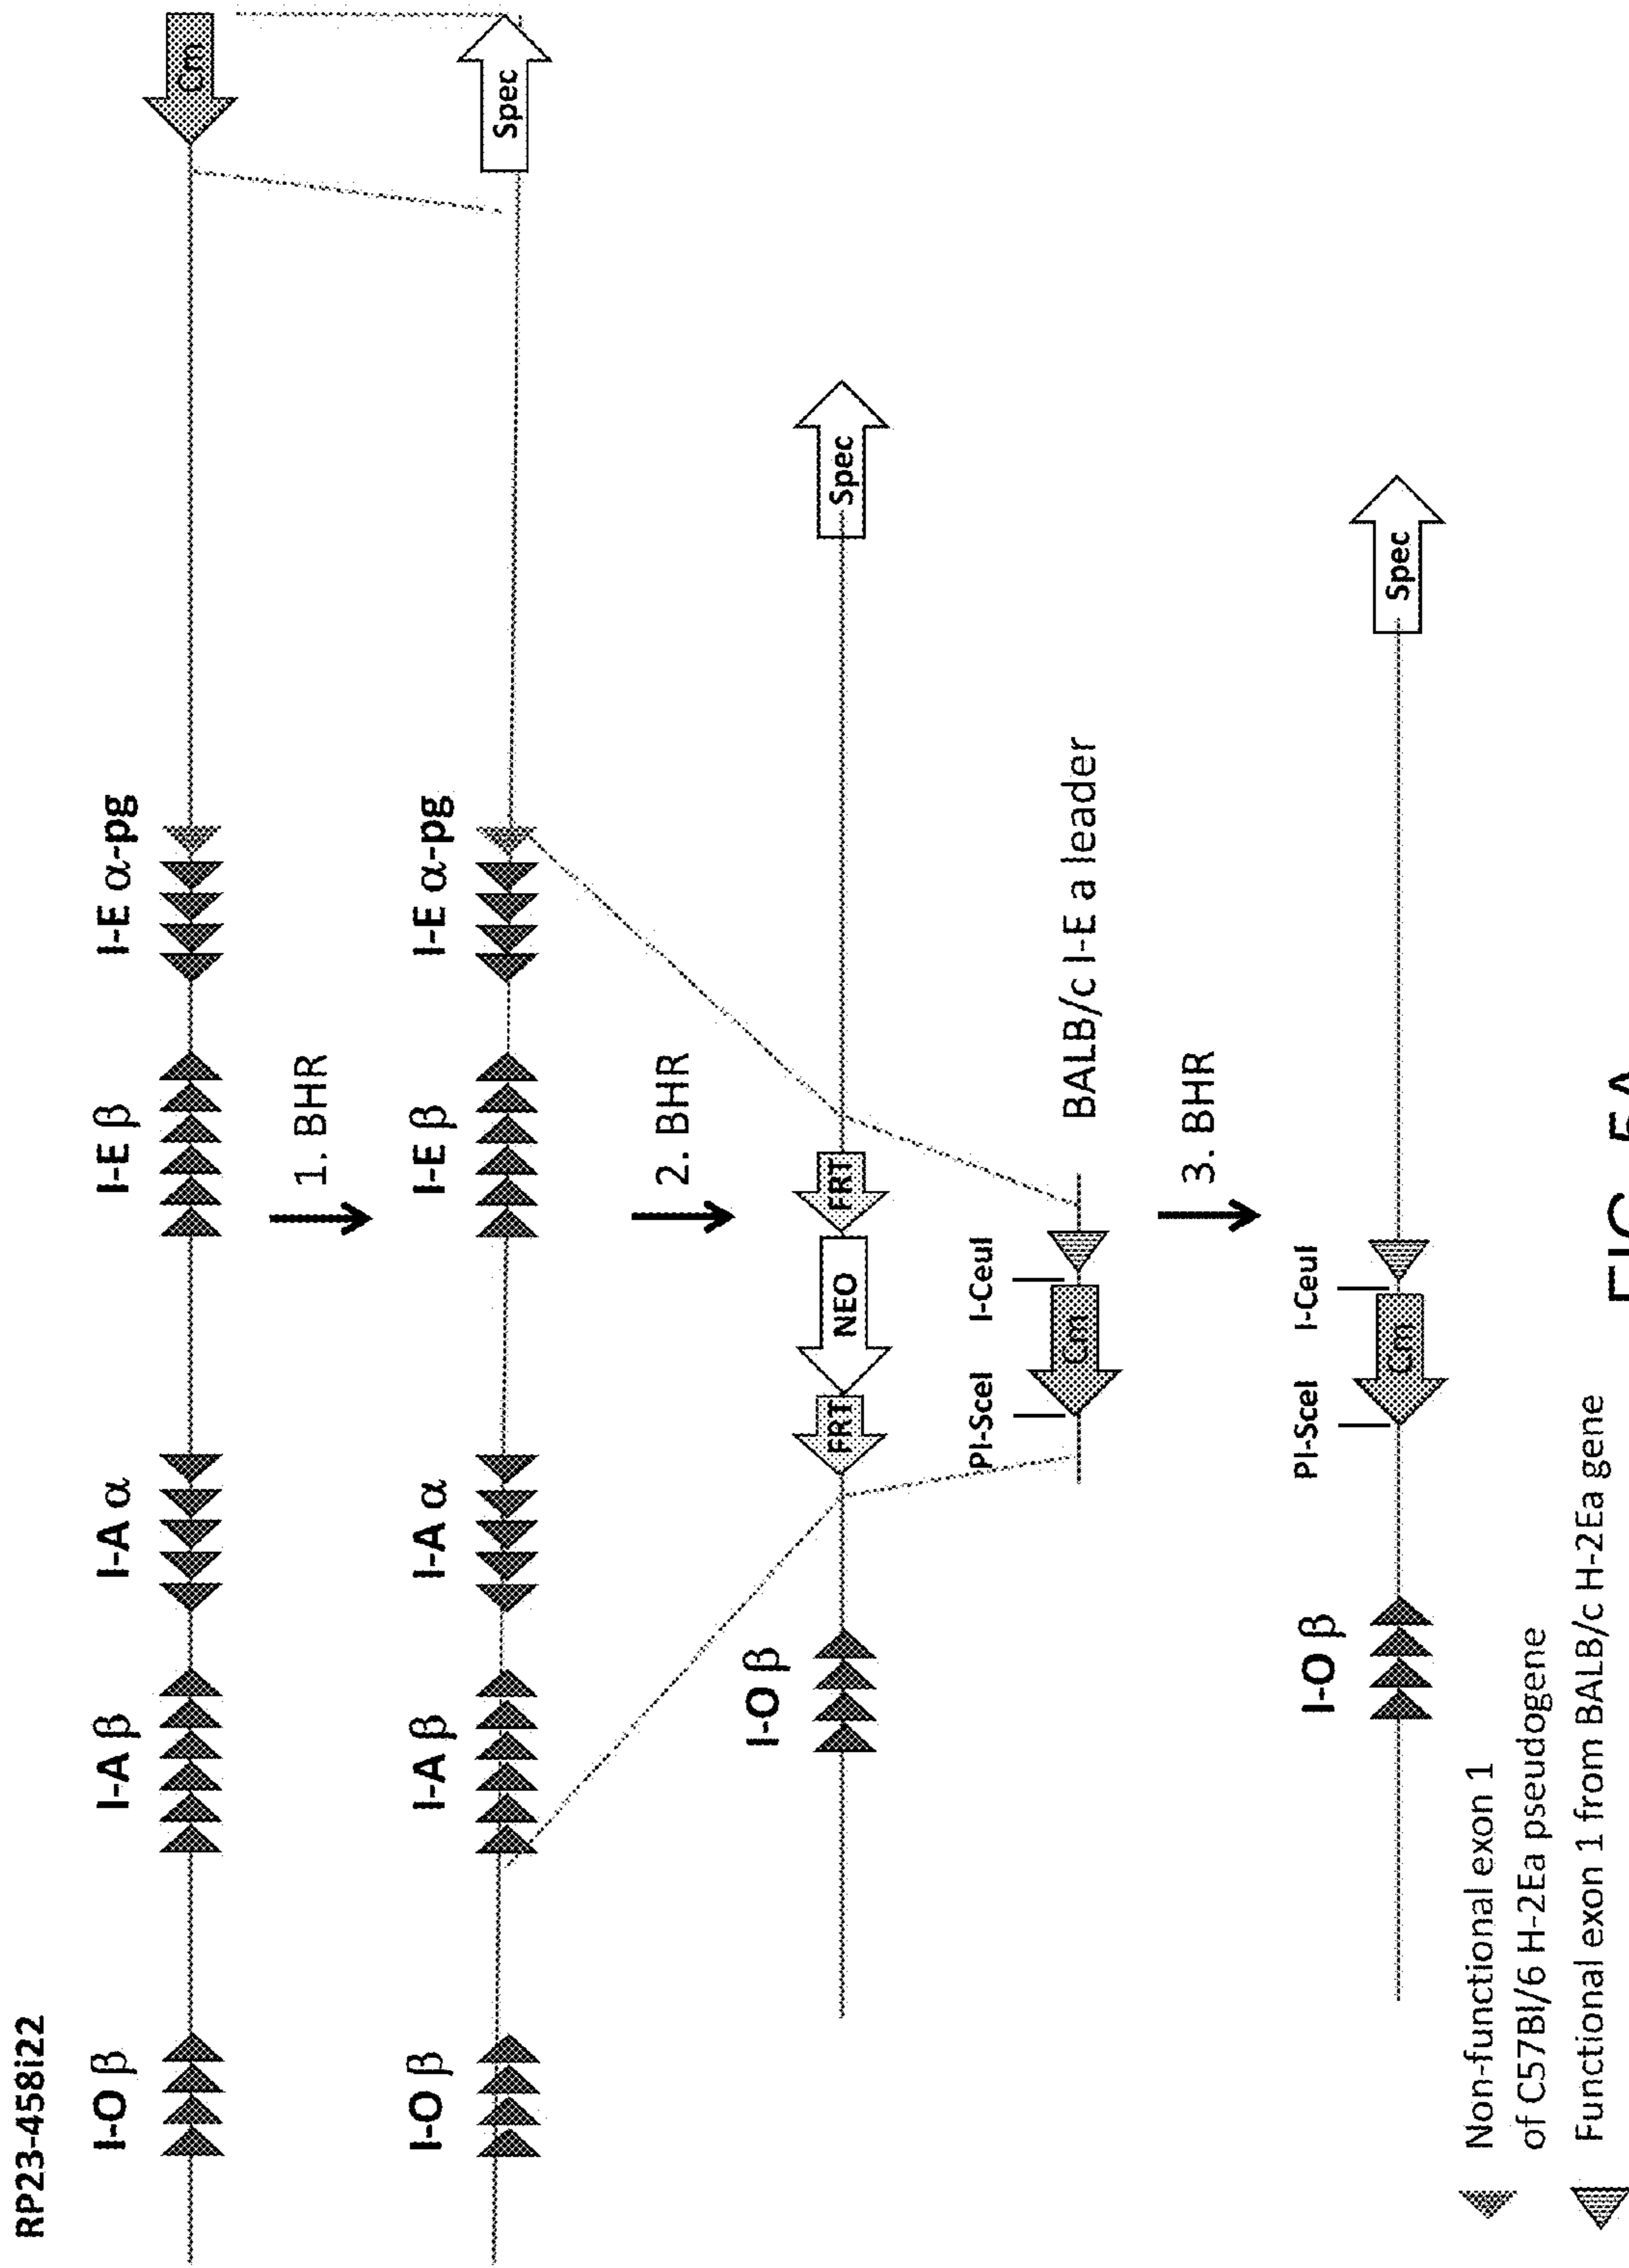 RP23-458i22
I-O β I-A β I-A α I-E β I-E α-pg
Cm
1. BHR
I-O β I-A β I-A α I-E β I-E α-pg
Spec
2. BHR
I-O β
FRT NEO FRT Spec
PI-SceI I-CeuI
Cm
BALB/c I-E a leader
3. BHR
PI-SceI I-CeuI
I-O β
Cm Spec
Non-functional exon 1
of C57Bl/6 H-2Ea pseudogene
Functional exon 1 from BALB/c H-2Ea gene